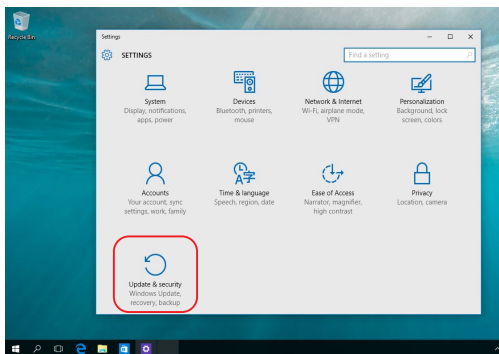 Recycle Bin
Settings
SETTINGS
Find a setting
System
Display, notifications,
apps, power
Devices
Bluetooth, printers,
mouse
Network & Internet
Wi-Fi, airplane mode,
VPN
Personalization
Background, lock
screen, colors
Accounts
Your account, sync
settings, work, family
Time & language
Speech, region, date
Ease of Access
Narrator, magnifier,
high contrast
Privacy
Location, camera
Update & security
Windows Update,
recovery, backup